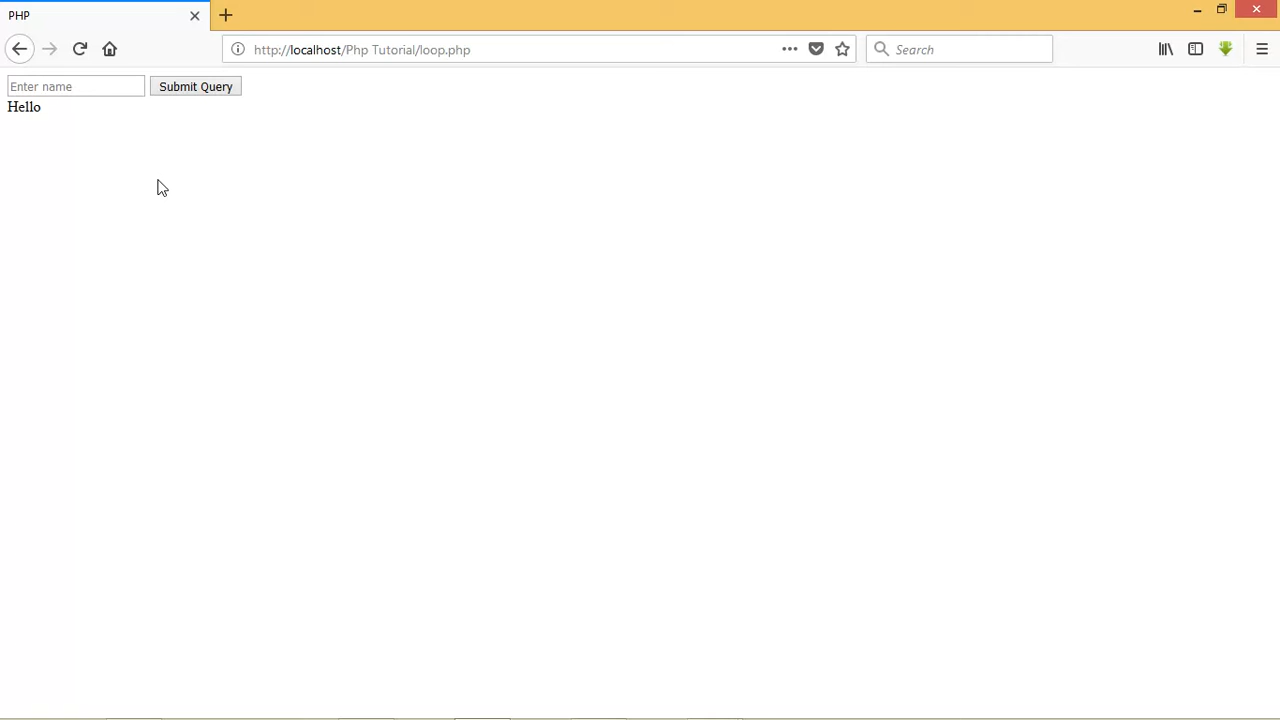 PHP
http://localhost/Php Tutorial/loop.php
Search
Enter name
Submit Query
Hello